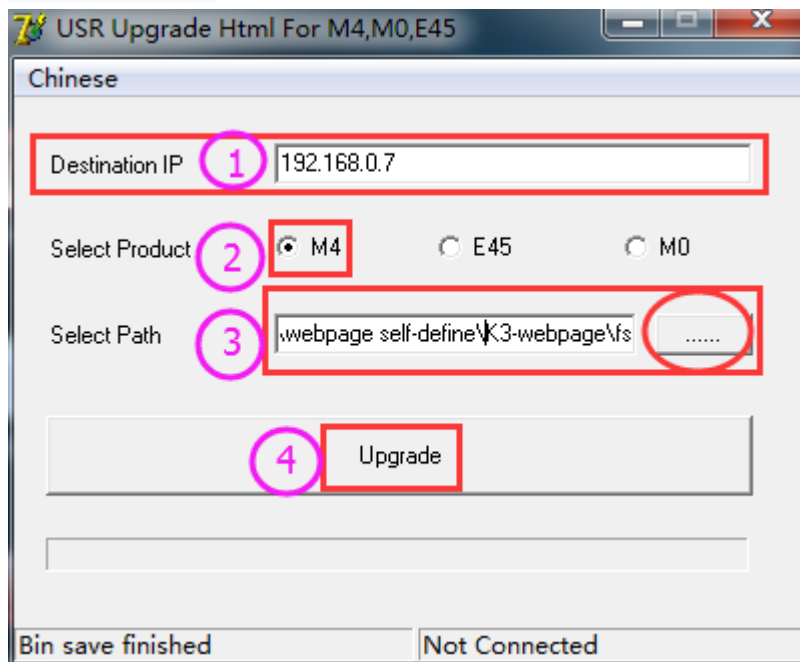 USR Upgrade Html For M4,M0,E45
Chinese
Destination IP 1 192.168.0.7
Select Product 2 M4 E45 M0
Select Path 3 \webpage self-define\K3-webpage\fs ......
4 Upgrade
Bin save finished Not Connected